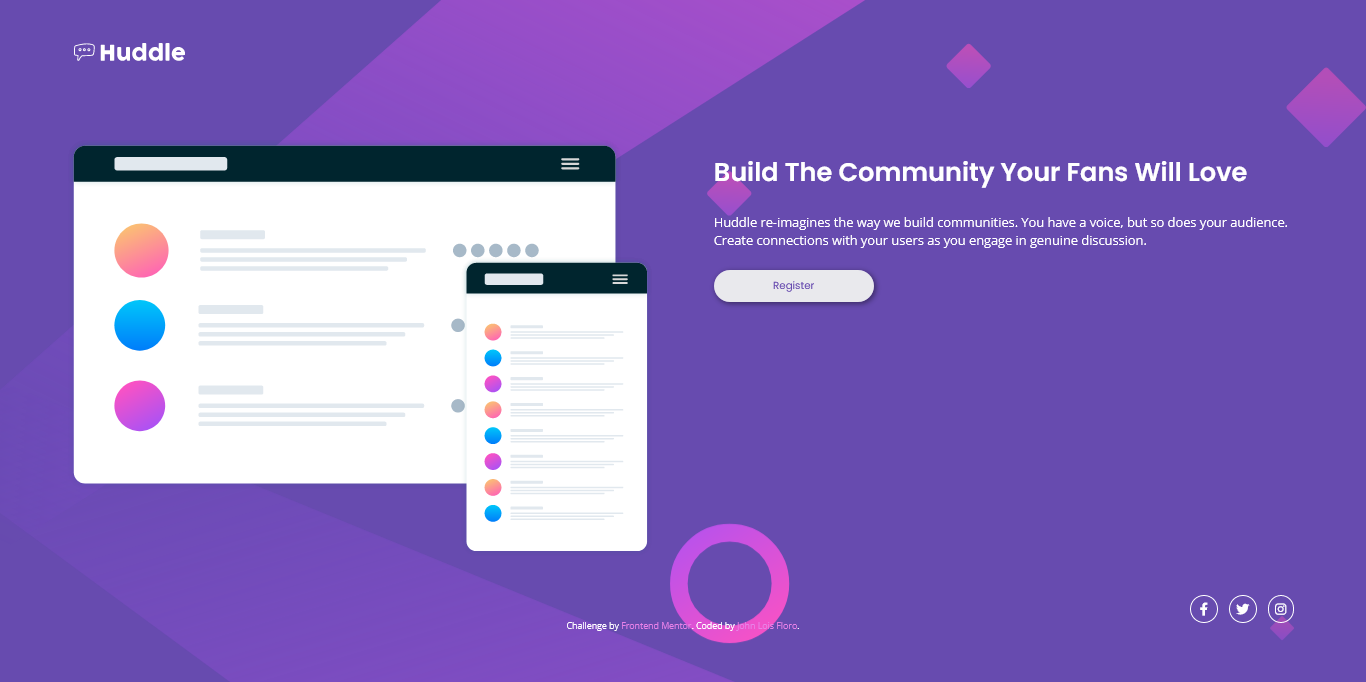 Huddle
Build The Community Your Fans Will Love
Huddle re-imagines the way we build communities. You have a voice, but so does your audience.
Create connections with your users as you engage in genuine discussion.
Register
Challenge by Frontend Mentor. Coded by John Lois Floro.